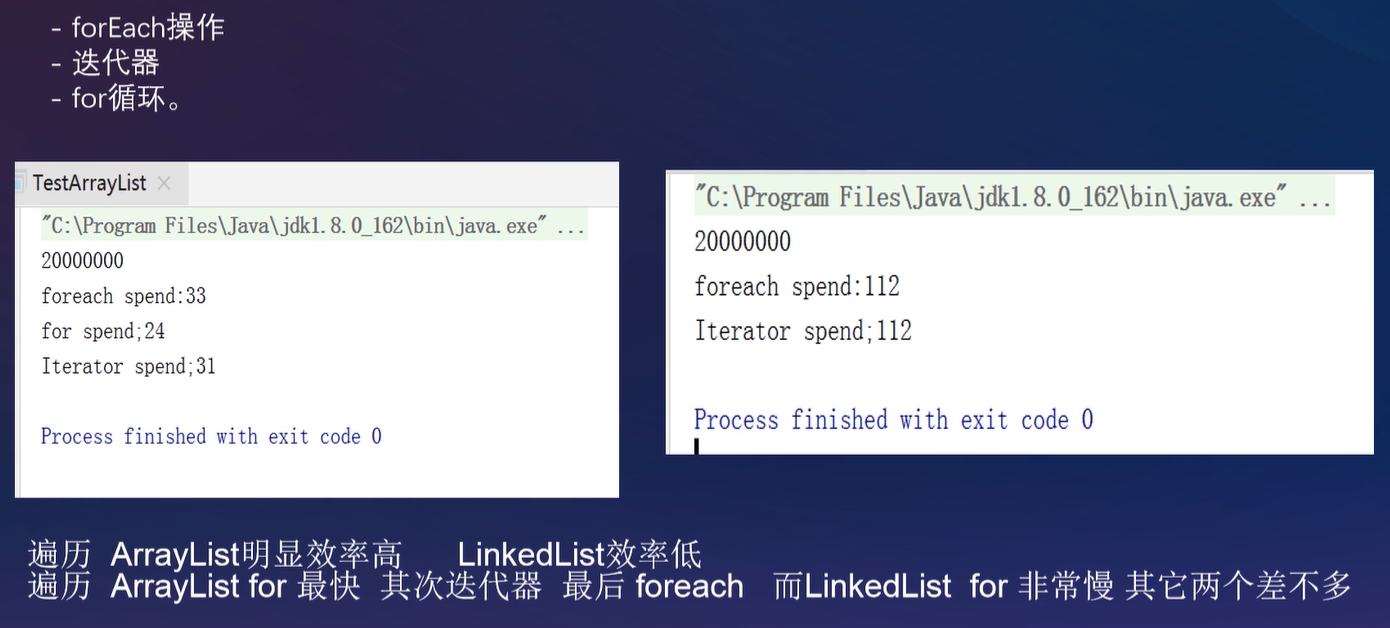 - forEach操作
- 迭代器
- for循环。
TestArrayList
"C:\Program Files\Java\jdk1.8.0_162\bin\java.exe" ...
20000000
foreach spend:33
for spend;24
Iterator spend;31
Process finished with exit code 0
"C:\Program Files\Java\jdk1.8.0_162\bin\java.exe" ...
20000000
foreach spend:112
Iterator spend;112
Process finished with exit code 0
遍历 ArrayList明显效率高 LinkedList效率低
遍历 ArrayList for 最快 其次迭代器 最后 foreach 而LinkedList for 非常慢 其它两个差不多